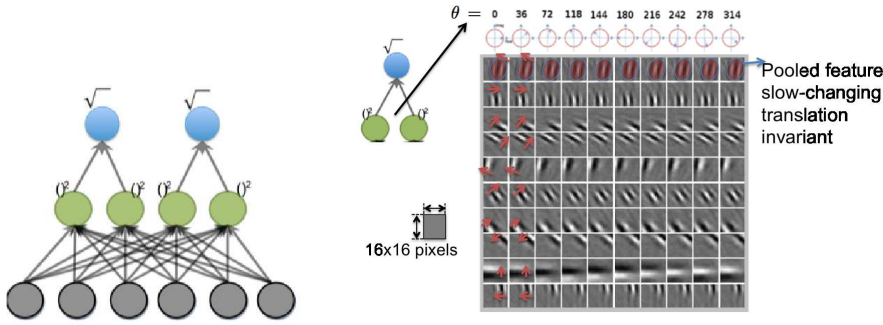 θ =
0 36 72 118 144 180 216 242 278 314
√
√
√
()² ()²
()² ()² ()² ()²
Pooled feature
slow-changing
translation
invariant
16x16 pixels